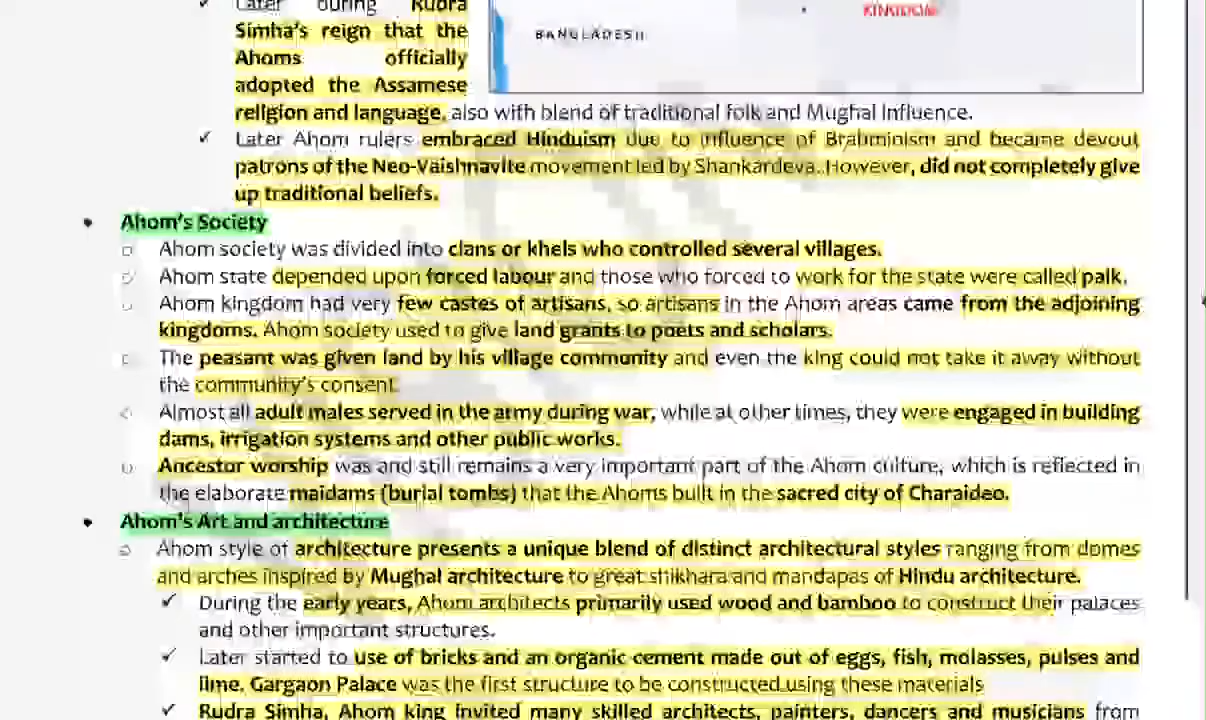 ✓ Later during Rudra
KINGDOM
Simha's reign that the
BANGLADESH
Ahoms officially
adopted the Assamese
religion and language, also with blend of traditional folk and Mughal Influence.
✓ Later Ahom rulers embraced Hinduism due to influence of Brahminism and became devout
patrons of the Neo-Vaishnavite movement led by Shankardeva. However, did not completely give
up traditional beliefs.
• Ahom's Society
o Ahom society was divided into clans or khels who controlled several villages.
o Ahom state depended upon forced labour and those who forced to work for the state were called paik.
o Ahom kingdom had very few castes of artisans, so artisans in the Ahom areas came from the adjoining
kingdoms. Ahom society used to give land grants to poets and scholars.
o The peasant was given land by his village community and even the king could not take it away without
the community's consent.
o Almost all adult males served in the army during war, while at other times, they were engaged in building
dams, irrigation systems and other public works.
o Ancestor worship was and still remains a very important part of the Ahom culture, which is reflected in
the elaborate maidams (burial tombs) that the Ahoms built in the sacred city of Charaideo.
• Ahom's Art and architecture
o Ahom style of architecture presents a unique blend of distinct architectural styles ranging from domes
and arches inspired by Mughal architecture to great shikhara and mandapas of Hindu architecture.
✓ During the early years, Ahom architects primarily used wood and bamboo to construct their palaces
and other important structures.
✓ Later started to use of bricks and an organic cement made out of eggs, fish, molasses, pulses and
lime. Gargaon Palace was the first structure to be constructed using these materials
✓ Rudra Simha, Ahom king invited many skilled architects, painters, dancers and musicians from